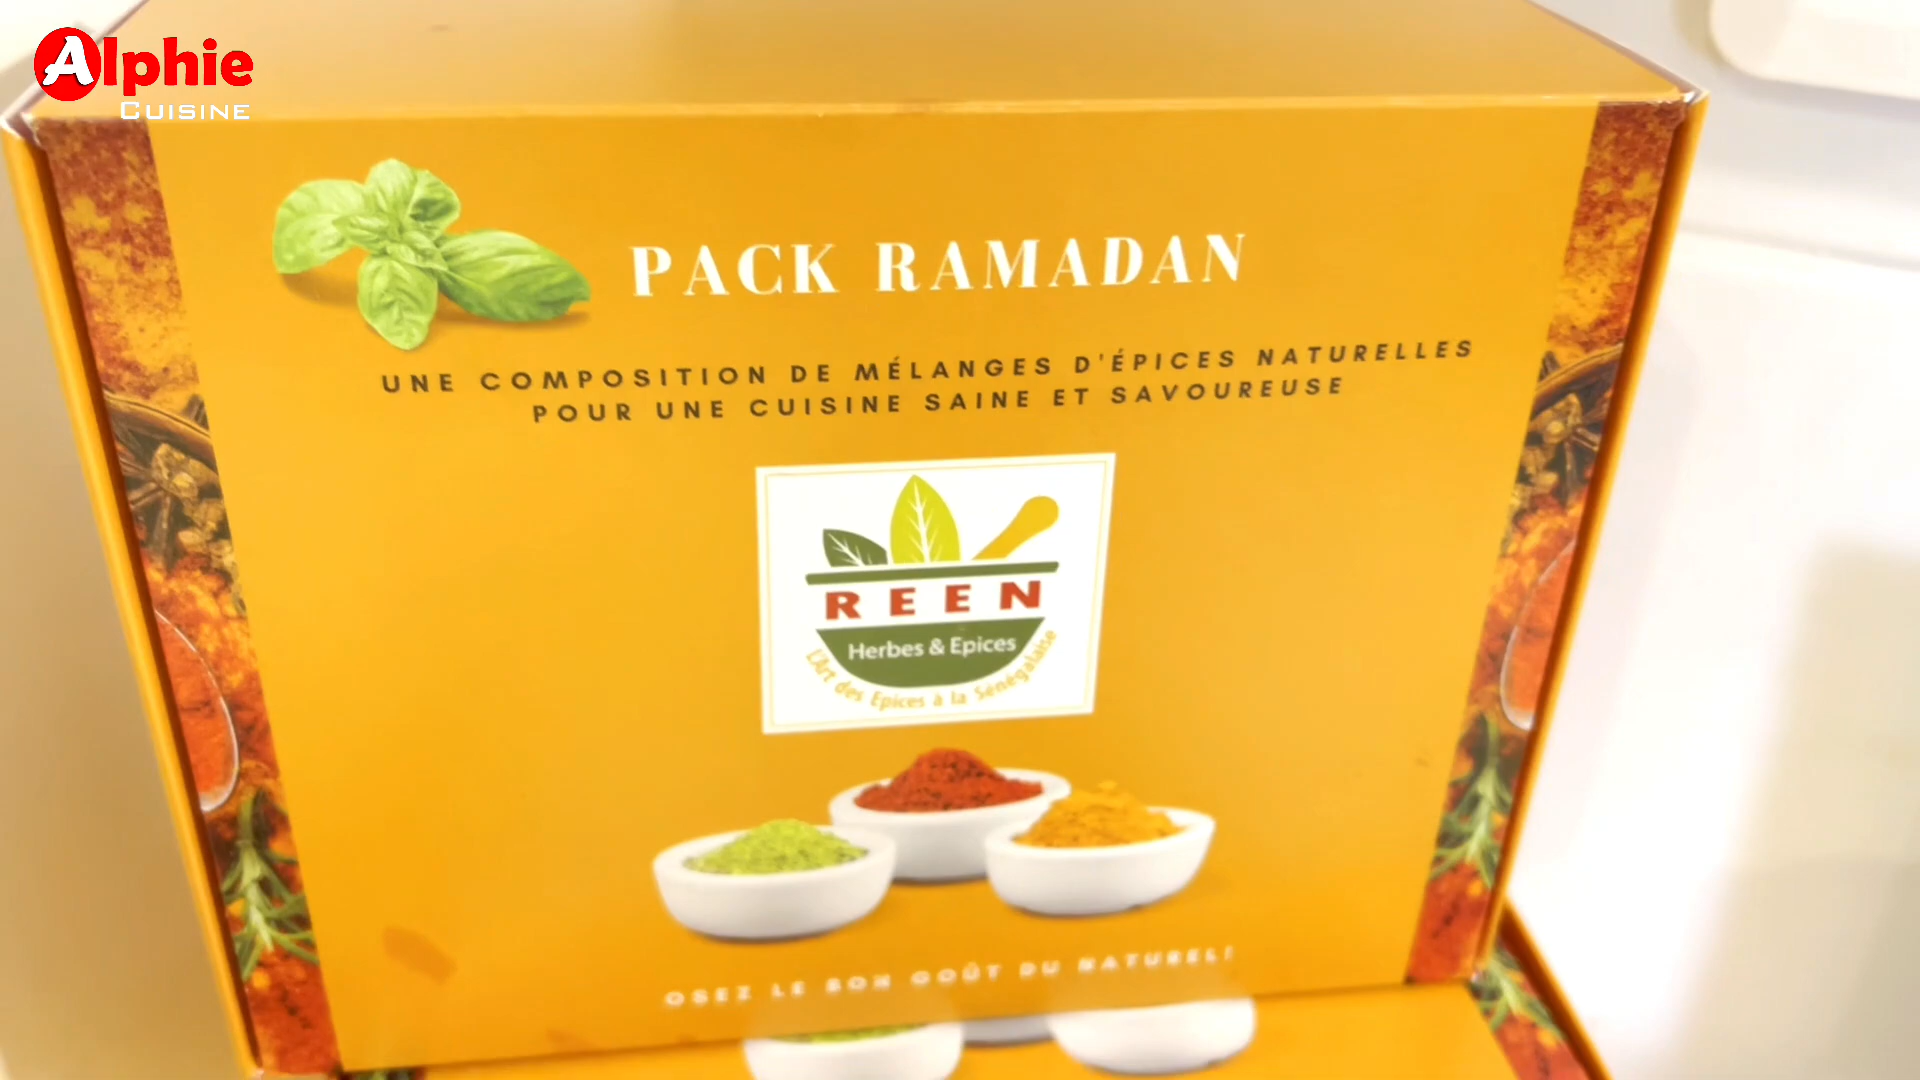 Alphie
CUISINE
PACK RAMADAN
UNE COMPOSITION DE MÉLANGES D'ÉPICES NATURELLES
POUR UNE CUISINE SAINE ET SAVOUREUSE
REEN
Herbes & Epices
L'Art des Epices à la Sénégalaise
OSEZ LE BON GOÛT DU NATUREL!